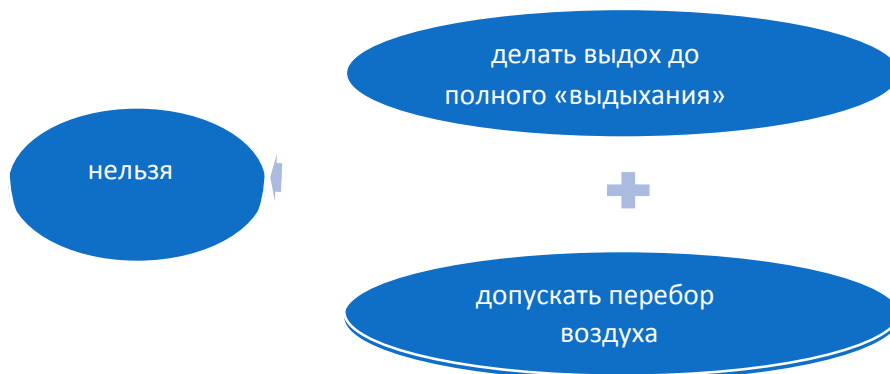 делать выдох до
полного «выдыхания»
нельзя
допускать перебор
воздуха